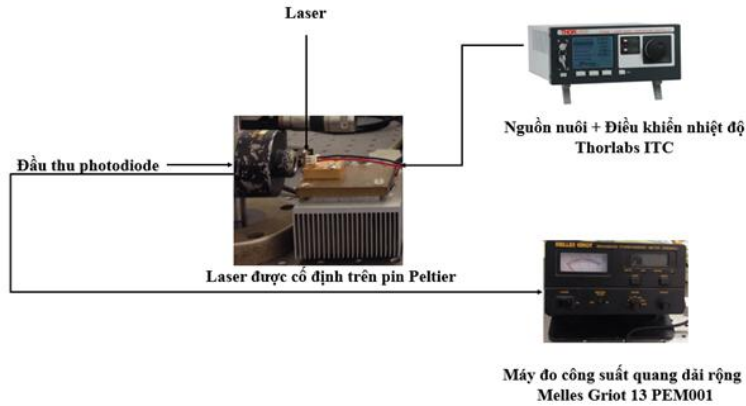 Laser
THOR
Nguồn nuôi + Điều khiển nhiệt độ
Thorlabs ITC
Đầu thu photodiode
Laser được cố định trên pin Peltier
MELLES GRIOT
Máy đo công suất quang dải rộng
Melles Griot 13 PEM001